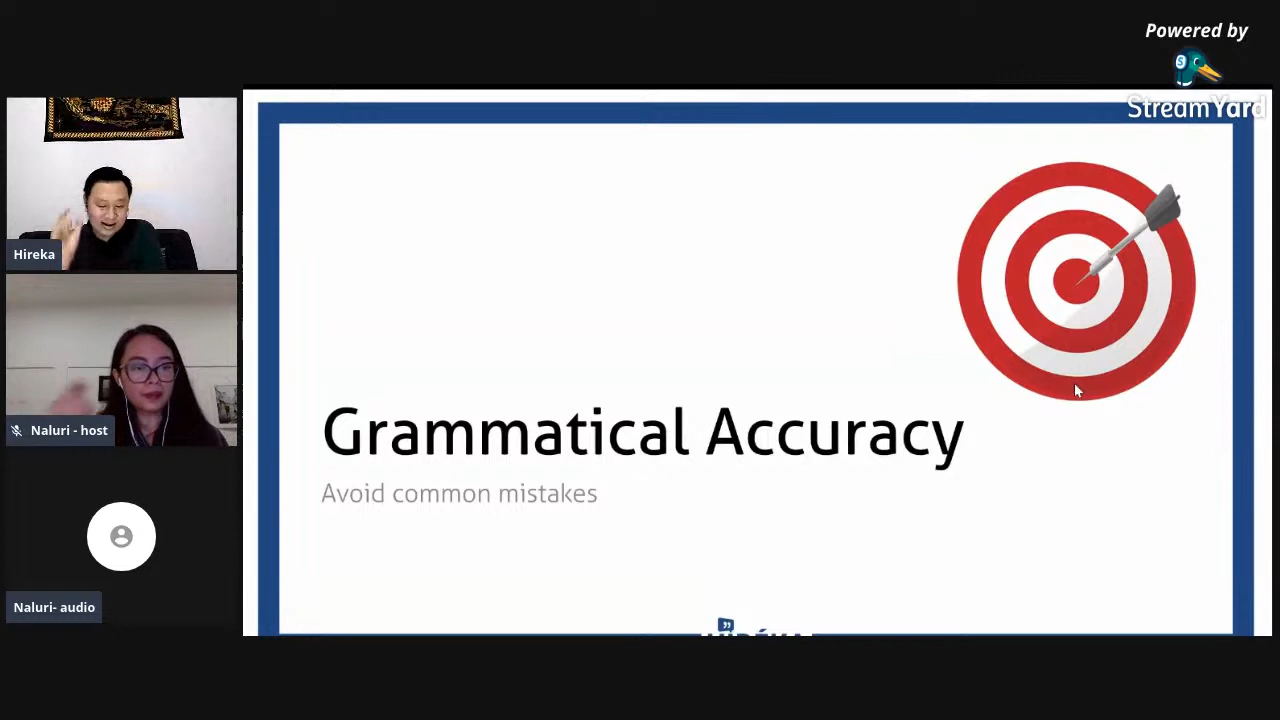 Powered by
StreamYard
Hireka
Naluri - host
Naluri- audio
Grammatical Accuracy
Avoid common mistakes